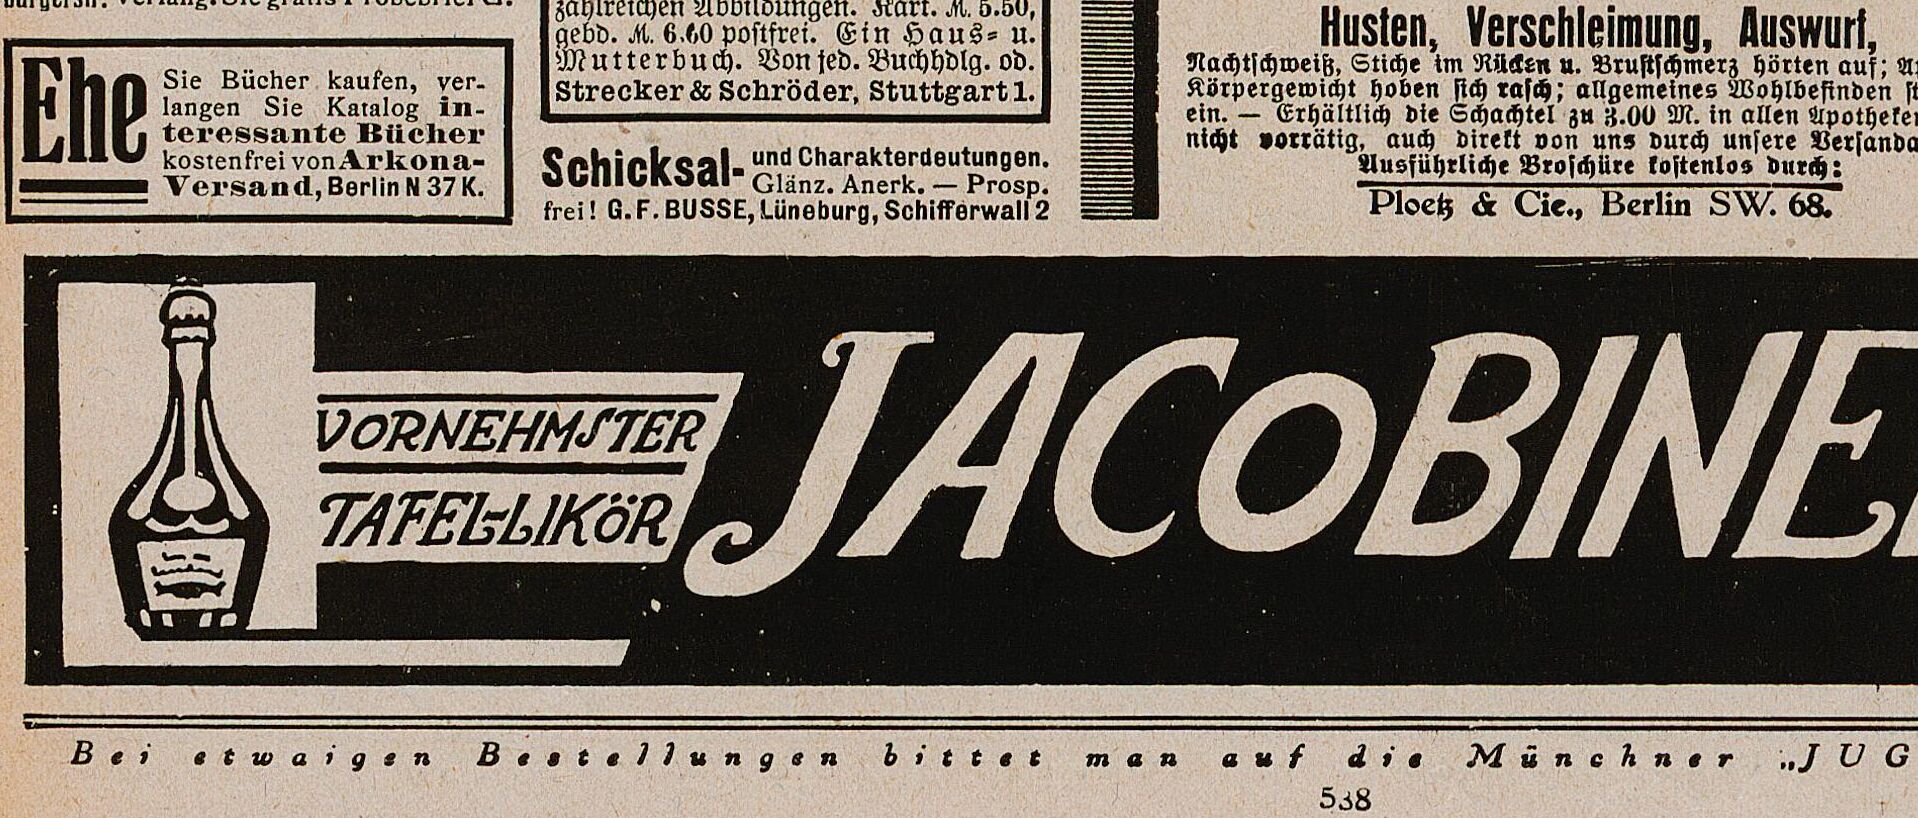 zahlreichen Abbildungen. Kart. M. 5.50,
gebd. M. 6.60 postfrei. Ein Haus= u.
Mutterbuch. Von jed. Buchhdlg. od.
Strecker & Schröder, Stuttgart 1.
Ehe
Sie Bücher kaufen, ver-
langen Sie Katalog in-
teressante Bücher
kostenfrei von Arkona-
Versand, Berlin N 37 K.
Schicksal- und Charakterdeutungen.
Glänz. Anerk. — Prosp.
frei! G. F. BUSSE, Lüneburg, Schifferwall 2
Husten, Verschleimung, Auswurf,
Nachtschweiß, Stiche im Rücken u. Brustschmerz hörten auf;
Körpergewicht hoben sich rasch; allgemeines Wohlbefinden
ein. — Erhältlich die Schachtel zu 3.00 M. in allen Apotheken
nicht vorrätig, auch direkt von uns durch unsere Versand
Ausführliche Broschüre kostenlos durch:
Ploetz & Cie., Berlin SW. 68.
VORNEHMSTER
TAFEL-LIKÖR
JACOBINE
Bei etwaigen Bestellungen bittet man auf die Münchner „JUG
538